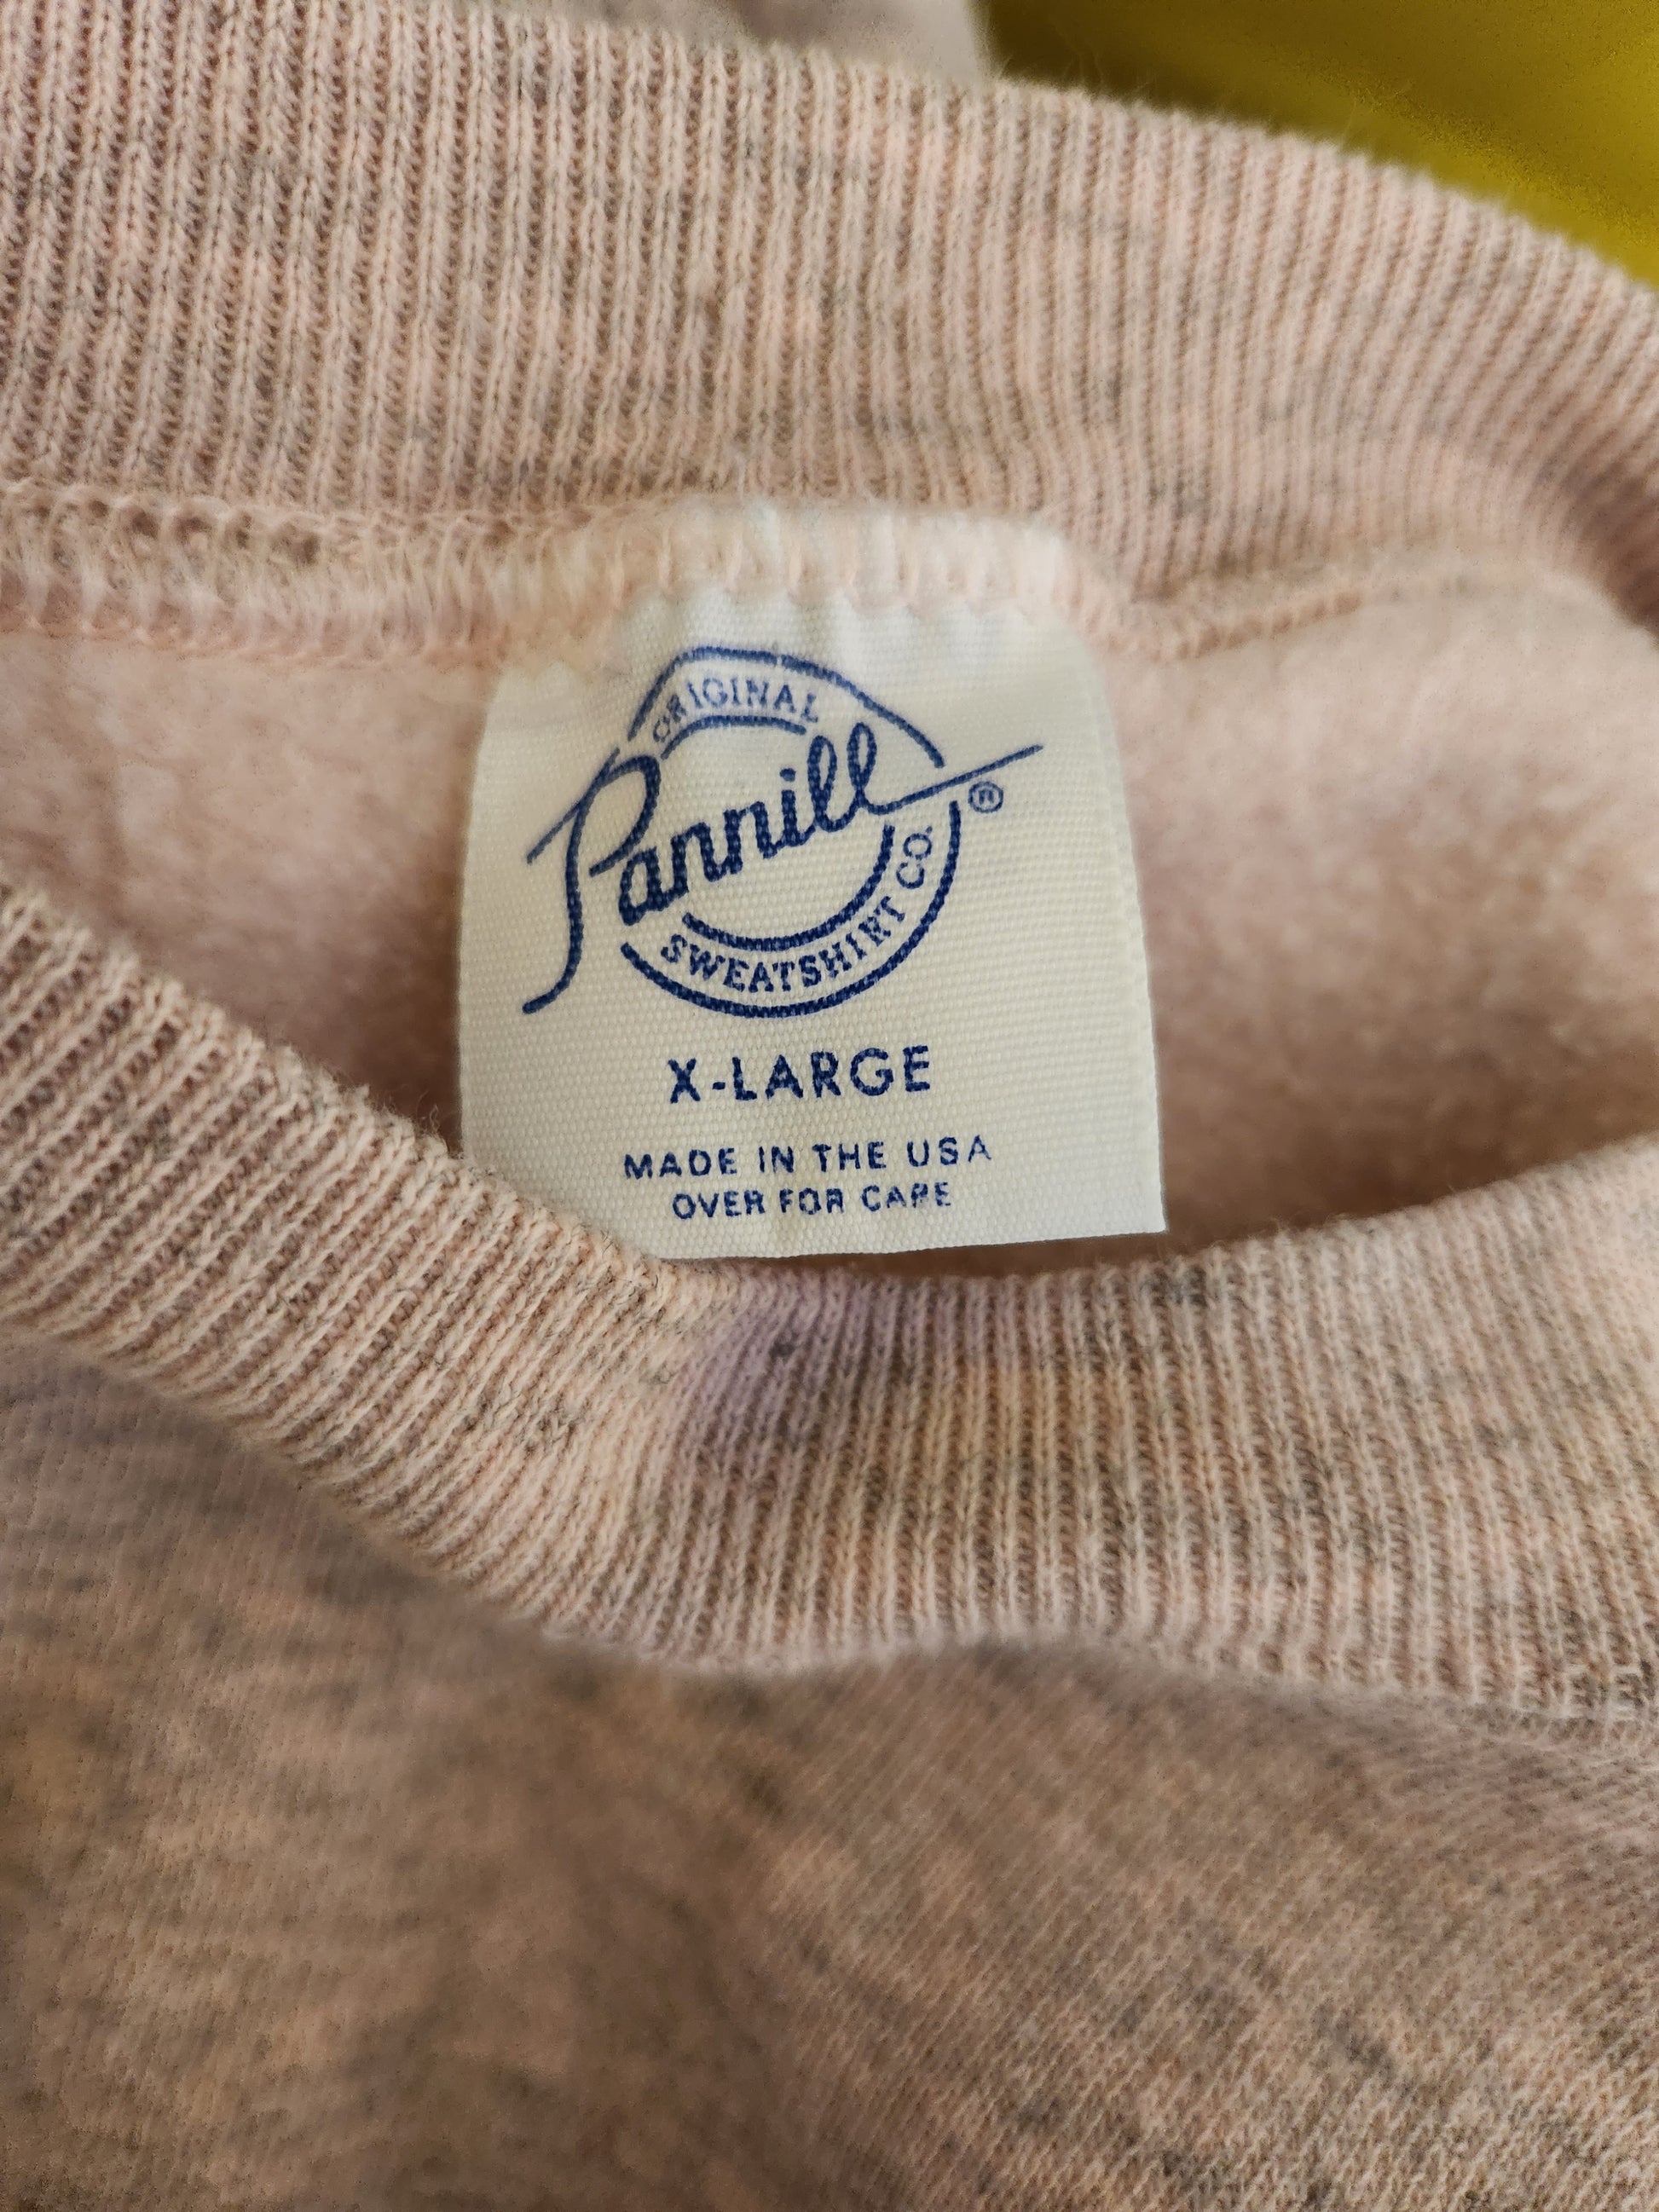 ORIGINAL
Pannill ®
SWEATSHIRT CO.
X-LARGE
MADE IN THE USA
OVER FOR CARE